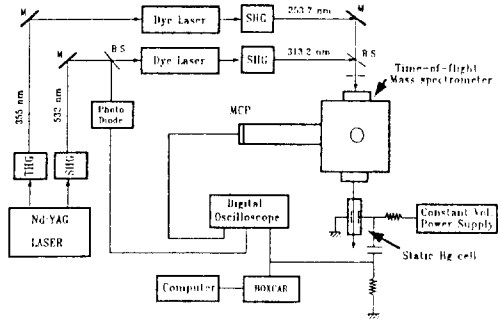 M
Dye Laser
SHG
253.7 nm
M
M
B S
Dye Laser
SHG
313.2 nm
B S
Time-of-flight
Mass spectrometer
355 nm
532 nm
Photo
Diode
MCP
THG
SHG
Nd-YAG
LASER
Digital
Oscilloscope
Constant Vol.
Power Supply
Static Hg cell
Computer
BOXCAR